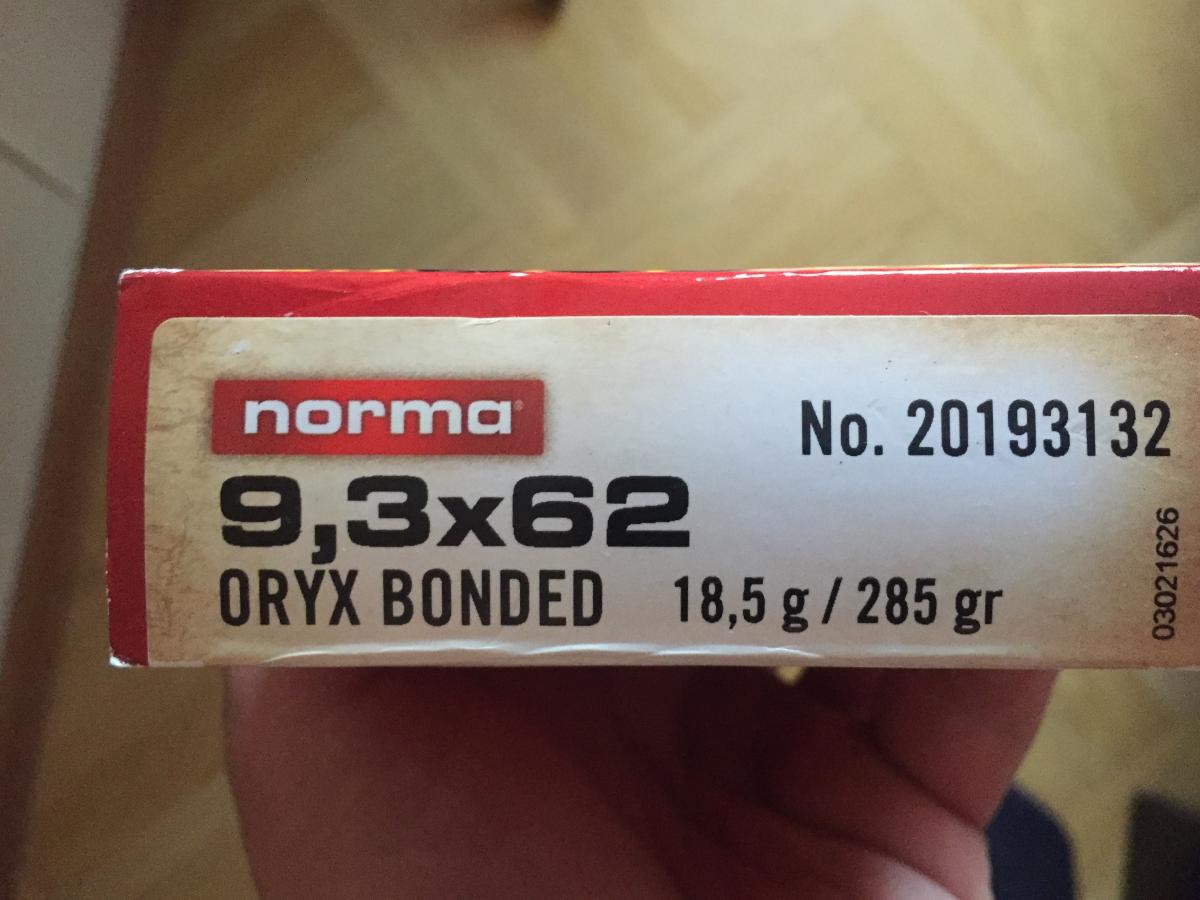 norma
No. 20193132
9,3x62
ORYX BONDED 18,5 g / 285 gr
03021626